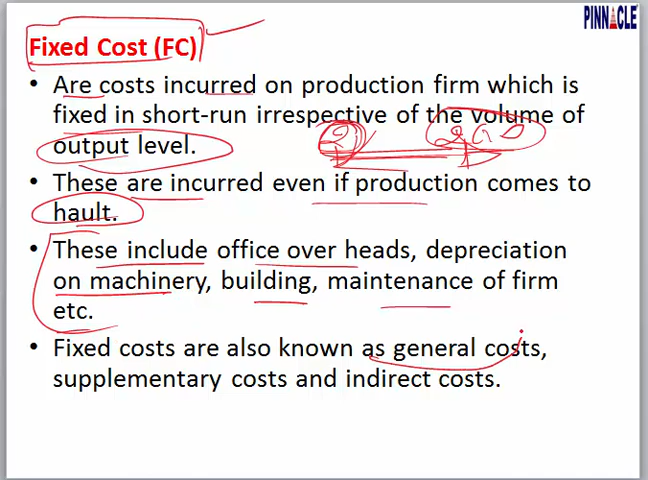 PINNACLE
Fixed Cost (FC)
• Are costs incurred on production firm which is
fixed in short-run irrespective of the volume of
output level.
• These are incurred even if production comes to
hault.
• These include office over heads, depreciation
on machinery, building, maintenance of firm
etc.
• Fixed costs are also known as general costs,
supplementary costs and indirect costs.